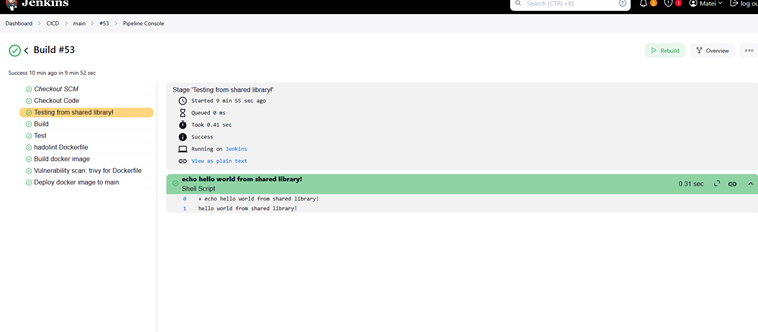 Jenkins
Search (CTRL+K)
Matei
log ou
Dashboard > CICD > main > #53 > Pipeline Console
Build #53
Rebuild
Overview
Success 10 min ago in 9 min 52 sec
Checkout SCM
Checkout Code
Testing from shared library!
Build
Test
hadolint Dockerfile
Build docker image
Vulnerability scan: trivy for Dockerfile
Deploy docker image to main
Stage 'Testing from shared library!'
Started 9 min 55 sec ago
Queued 0 ms
Took 0.41 sec
Success
Running on Jenkins
View as plain text
echo hello world from shared library!
Shell Script
0.31 sec
0 + echo hello world from shared library!
1 hello world from shared library!